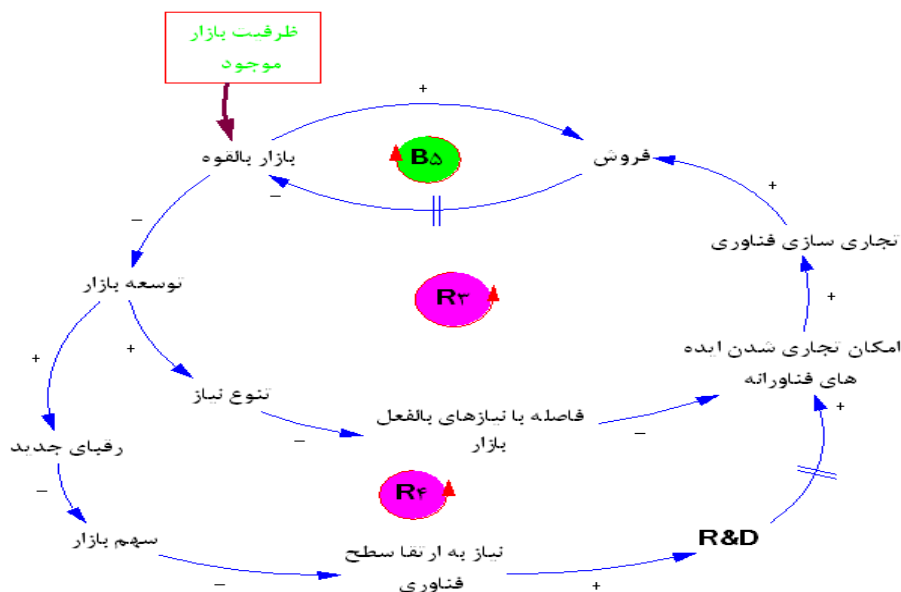 ظرفیت بازار
موجود
+
B۵
بازار بالقوه
فروش
–
–
+
تجاری سازی فناوری
توسعه بازار
R۳
+
+
+
امکان تجاری شدن ایده
های فناورانه
تنوع نیاز
فاصله با نیازهای بالفعل
بازار
+
–
–
رقبای جدید
R۴
–
سهم بازار
نیاز به ارتقا سطح
فناوری
R&D
–
+